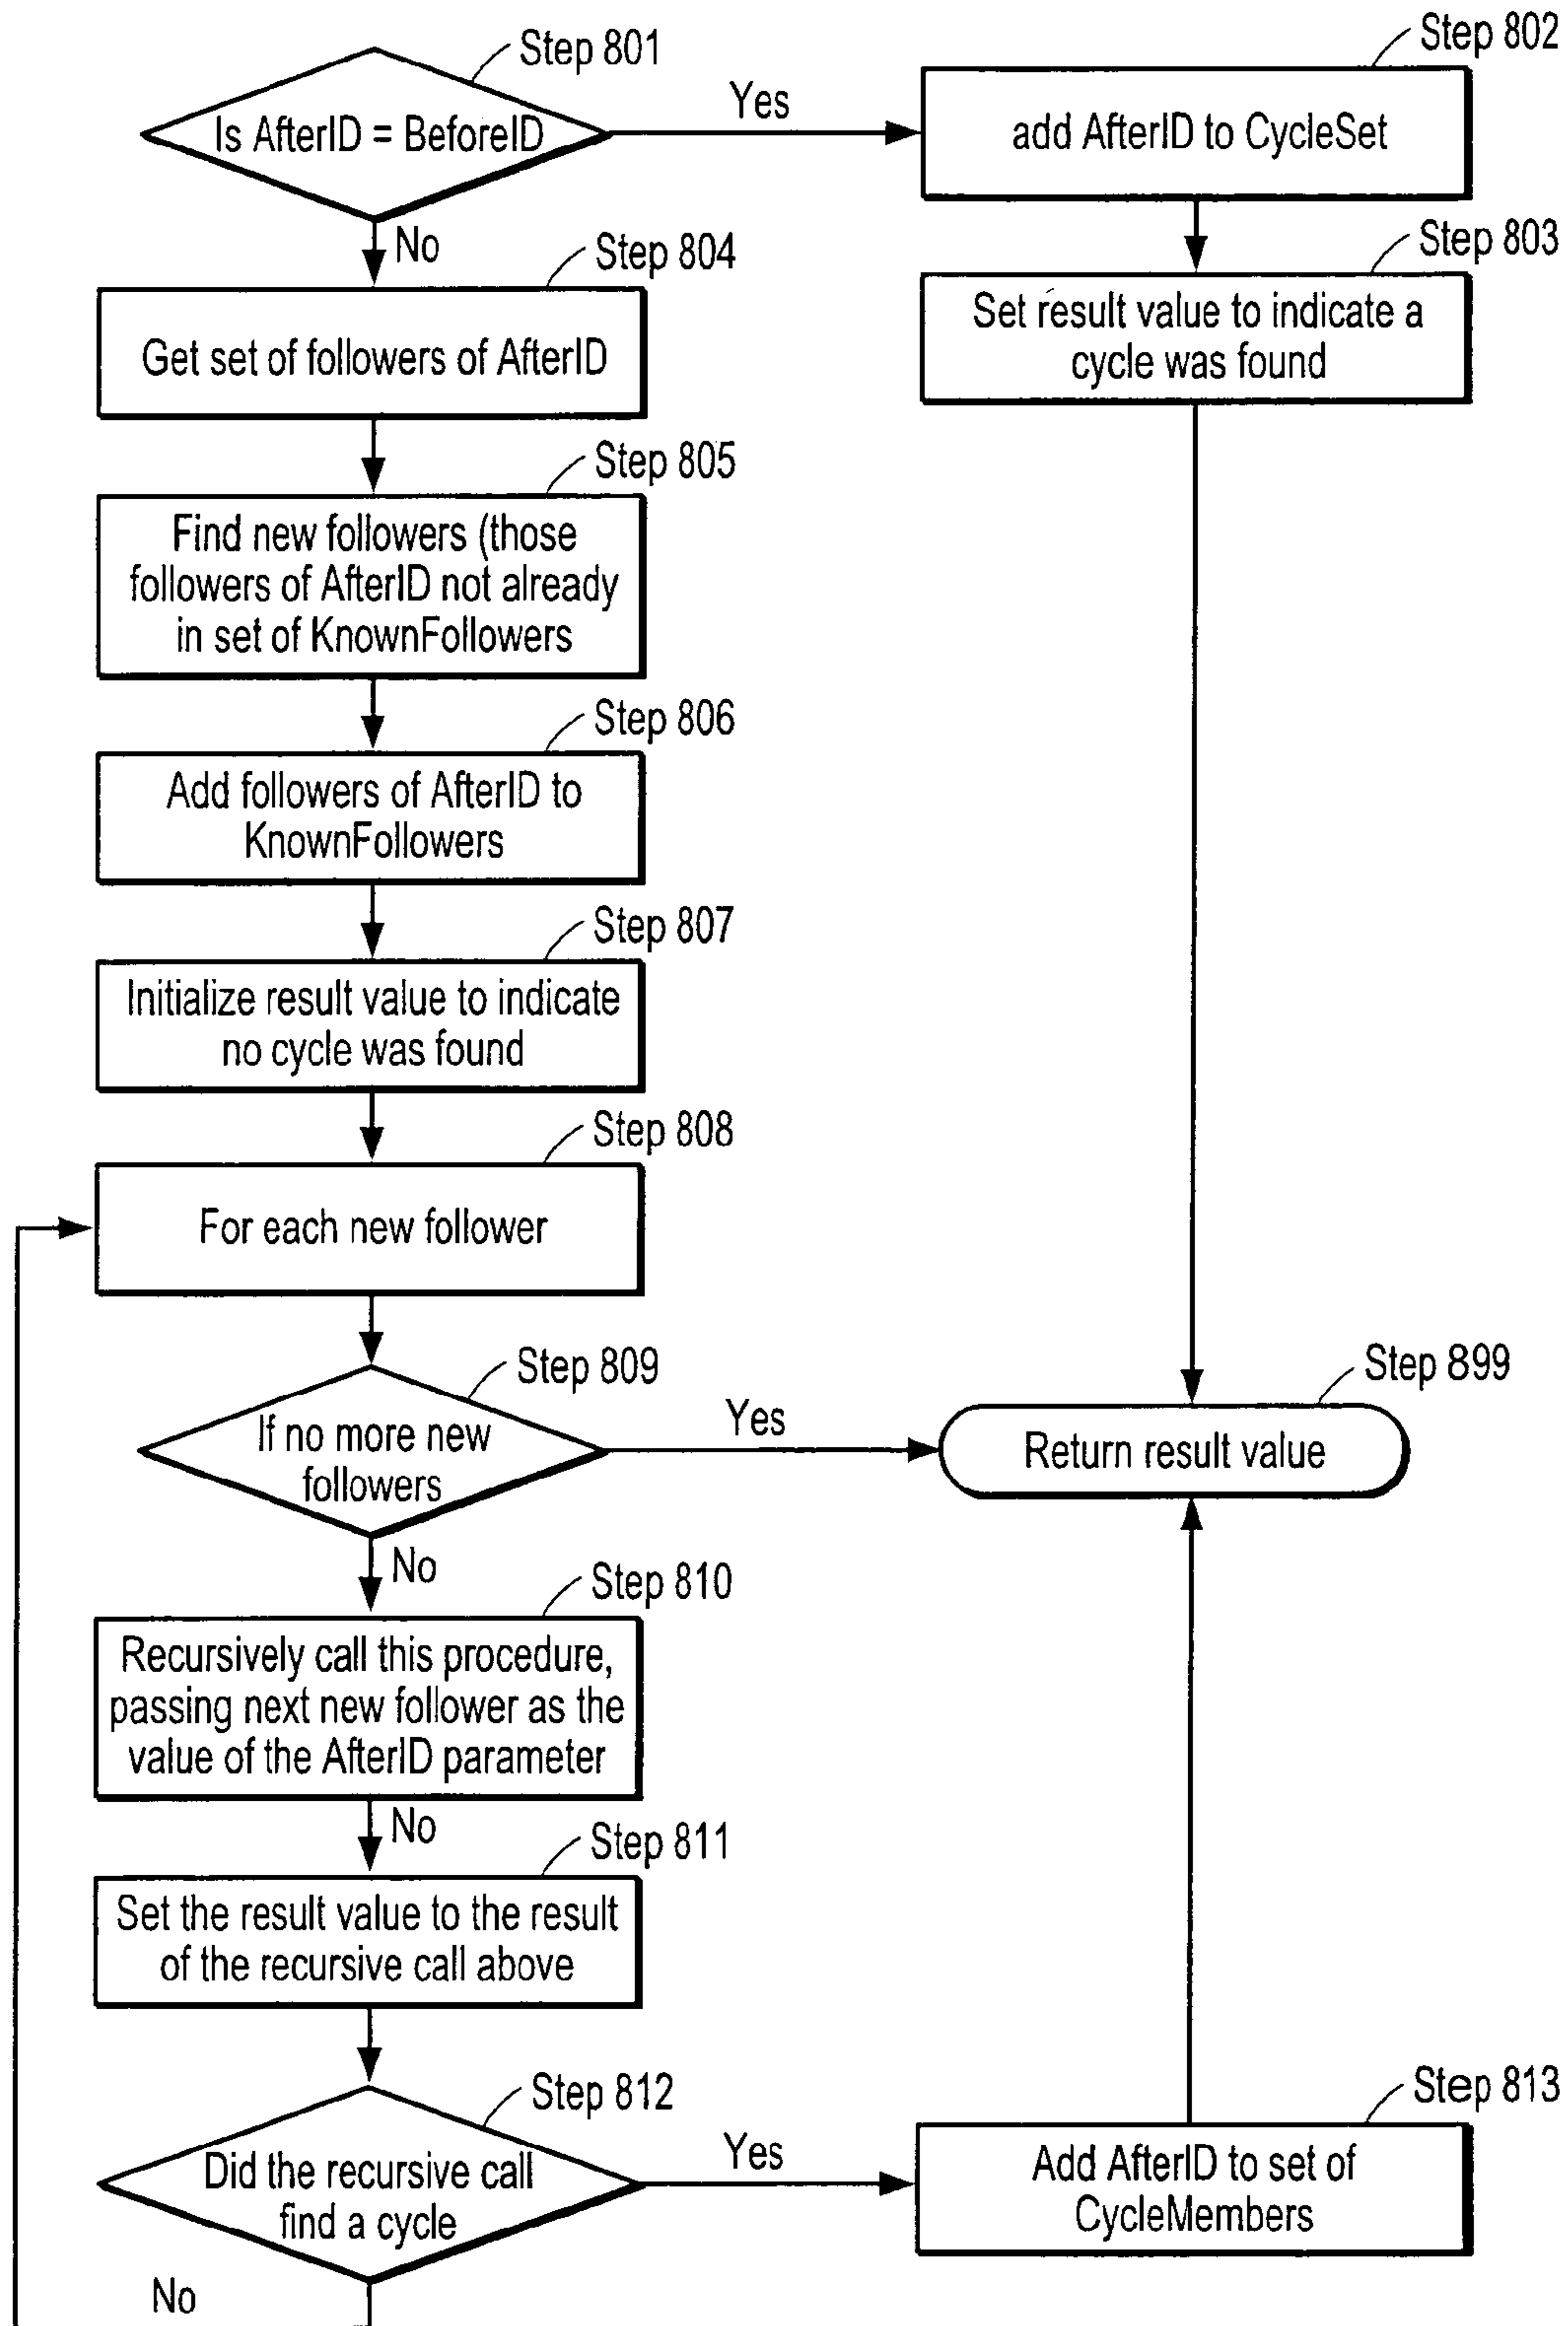 Step 801
Is AfterID = BeforeID
Yes
Step 802
add AfterID to CycleSet
No
Step 803
Set result value to indicate a
cycle was found
Step 804
Get set of followers of AfterID
Step 805
Find new followers (those
followers of AfterID not already
in set of KnownFollowers
Step 806
Add followers of AfterID to
KnownFollowers
Step 807
Initialize result value to indicate
no cycle was found
Step 808
For each new follower
Step 809
If no more new
followers
Yes
Step 899
Return result value
No
Step 810
Recursively call this procedure,
passing next new follower as the
value of the AfterID parameter
No
Step 811
Set the result value to the result
of the recursive call above
Step 812
Did the recursive call
find a cycle
Yes
Step 813
Add AfterID to set of
CycleMembers
No